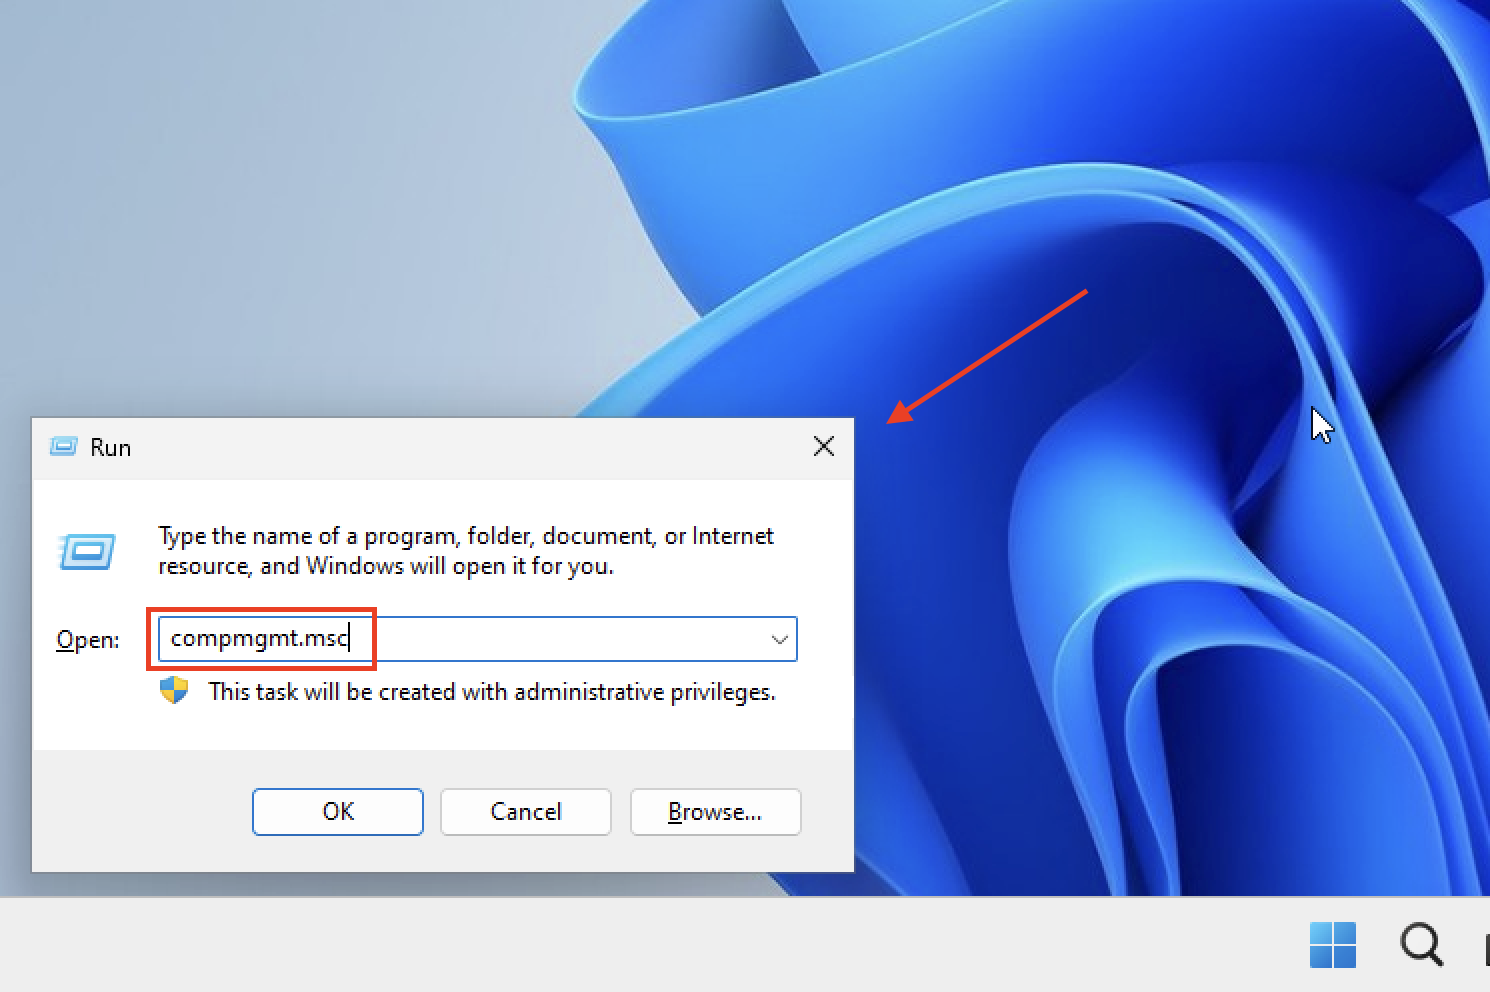 Run
Type the name of a program, folder, document, or Internet
resource, and Windows will open it for you.
Open:
compmgmt.msc
This task will be created with administrative privileges.
OK
Cancel
Browse...